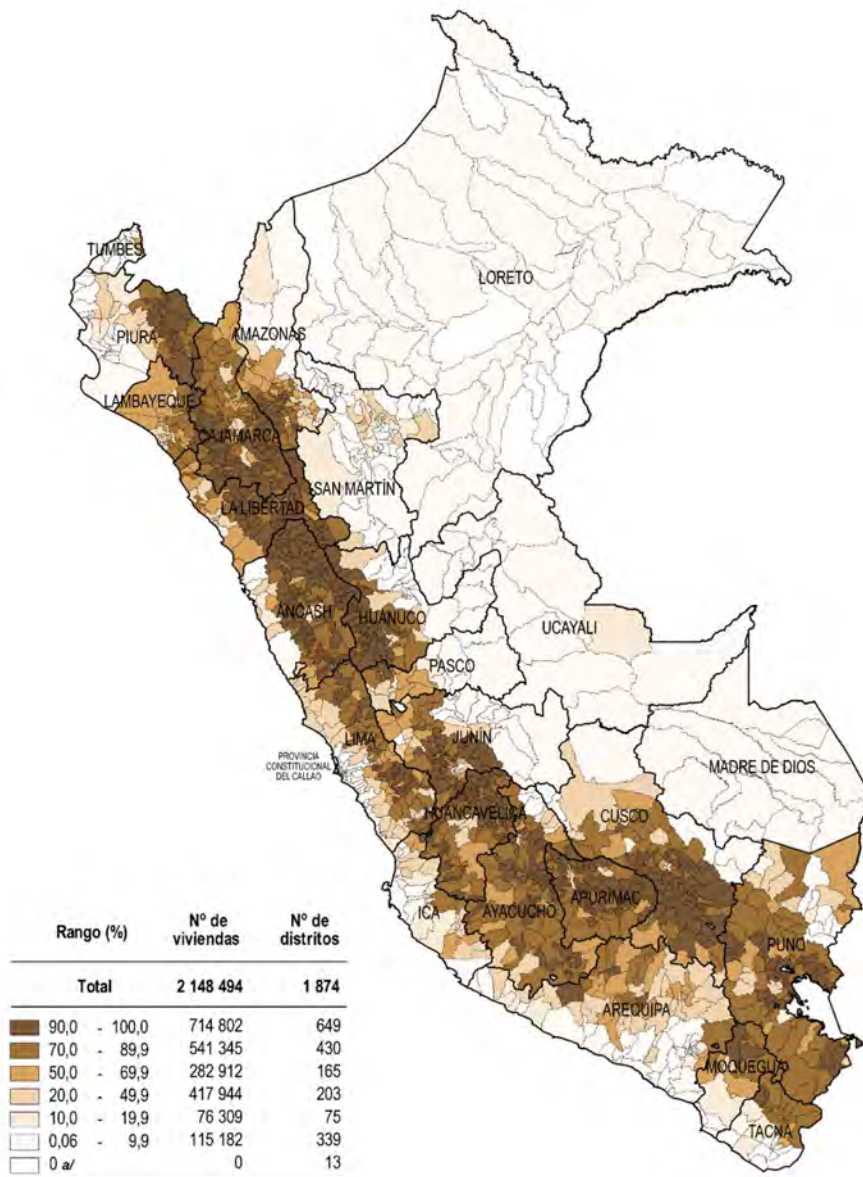 TUMBES
LORETO
PIURA
AMAZONAS
LAMBAYEQUE
CAJAMARCA
SAN MARTÍN
LA LIBERTAD
ANCASH
HUANUCO
UCAYALI
PASCO
LIMA
JUNÍN
PROVINCIA
CONSTITUCIONAL
DEL CALLAO
MADRE DE DIOS
HUANCAVELICA
CUSCO
ICA
AYACUCHO
APURIMAC
PUNO
AREQUIPA
MOQUEGUA
TACNA
Rango (%) Nº de viviendas Nº de distritos
Total 2 148 494 1 874
90,0 - 100,0 714 802 649
70,0 - 89,9 541 345 430
50,0 - 69,9 282 912 165
20,0 - 49,9 417 944 203
10,0 - 19,9 76 309 75
0,06 - 9,9 115 182 339
0 a/ 0 13